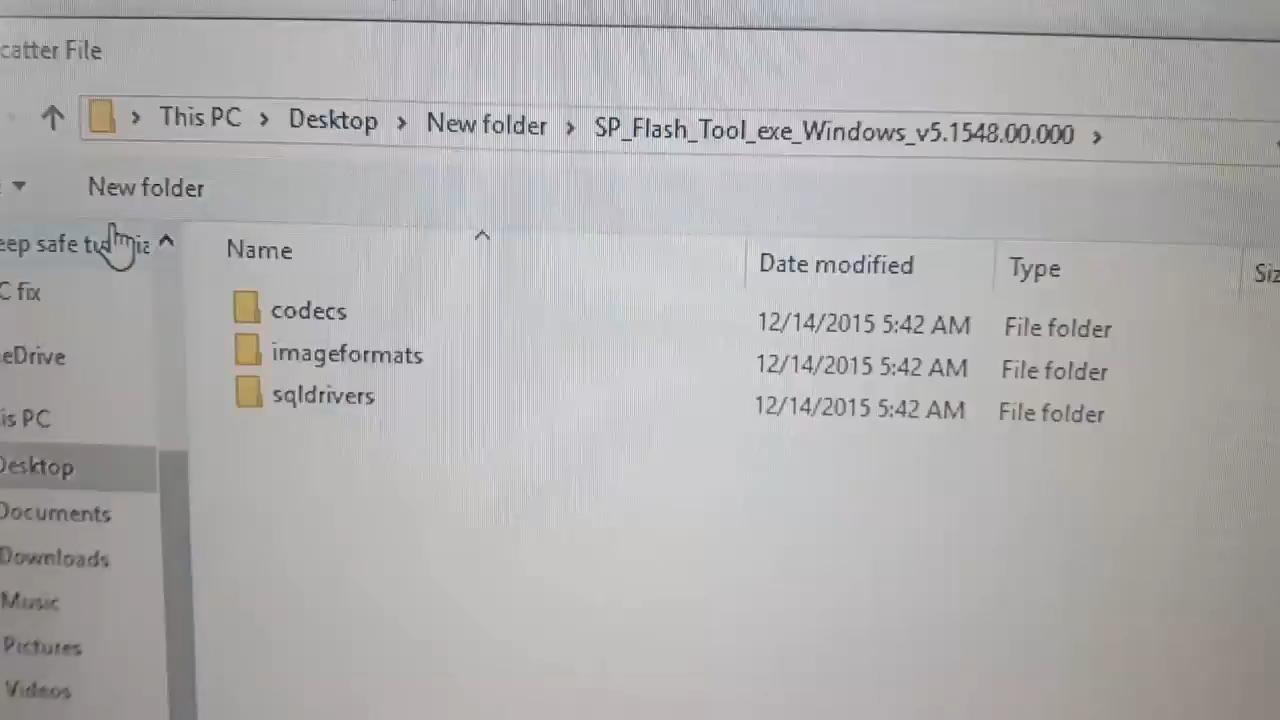 catter File
This PC > Desktop > New folder > SP_Flash_Tool_exe_Windows_v5.1548.00.000 >
New folder
eep safe
Name Date modified Type Siz
C fix
codecs 12/14/2015 5:42 AM File folder
eDrive
imageformats 12/14/2015 5:42 AM File folder
is PC
sqldrivers 12/14/2015 5:42 AM File folder
Desktop
Documents
Downloads
Music
Pictures
Videos